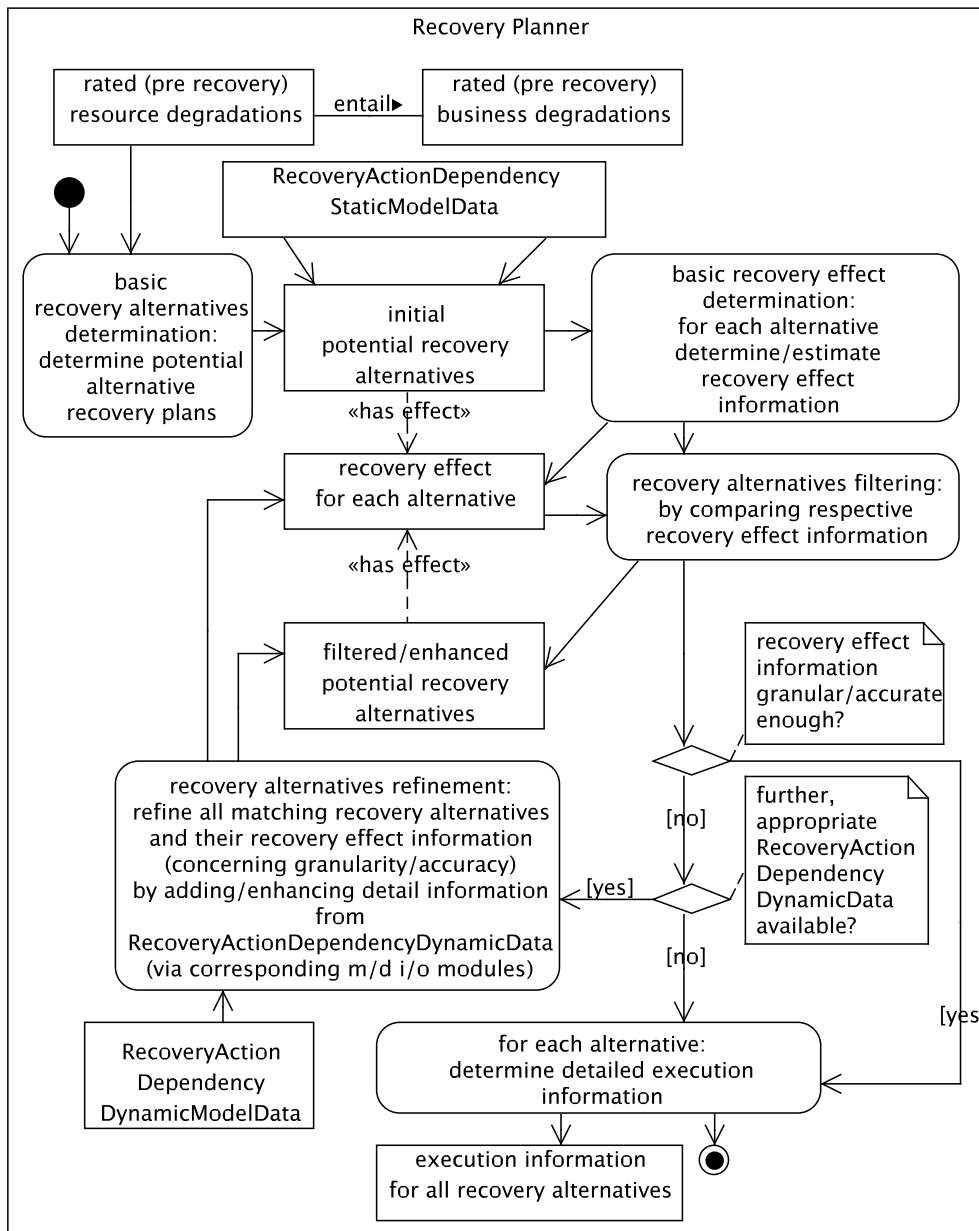 Recovery Planner
rated (pre recovery)
resource degradations
entail▶
rated (pre recovery)
business degradations
RecoveryActionDependency
StaticModelData
basic
recovery alternatives
determination:
determine potential
alternative
recovery plans
initial
potential recovery
alternatives
basic recovery effect
determination:
for each alternative
determine/estimate
recovery effect
information
«has effect»
recovery effect
for each alternative
recovery alternatives filtering:
by comparing respective
recovery effect information
«has effect»
filtered/enhanced
potential recovery
alternatives
recovery effect
information
granular/accurate
enough?
recovery alternatives refinement:
refine all matching recovery alternatives
and their recovery effect information
(concerning granularity/accuracy)
by adding/enhancing detail information
from
RecoveryActionDependencyDynamicData
(via corresponding m/d i/o modules)
[no]
further,
appropriate
RecoveryAction
Dependency
DynamicData
available?
[yes]
[no]
[yes
RecoveryAction
Dependency
DynamicModelData
for each alternative:
determine detailed execution
information
execution information
for all recovery alternatives